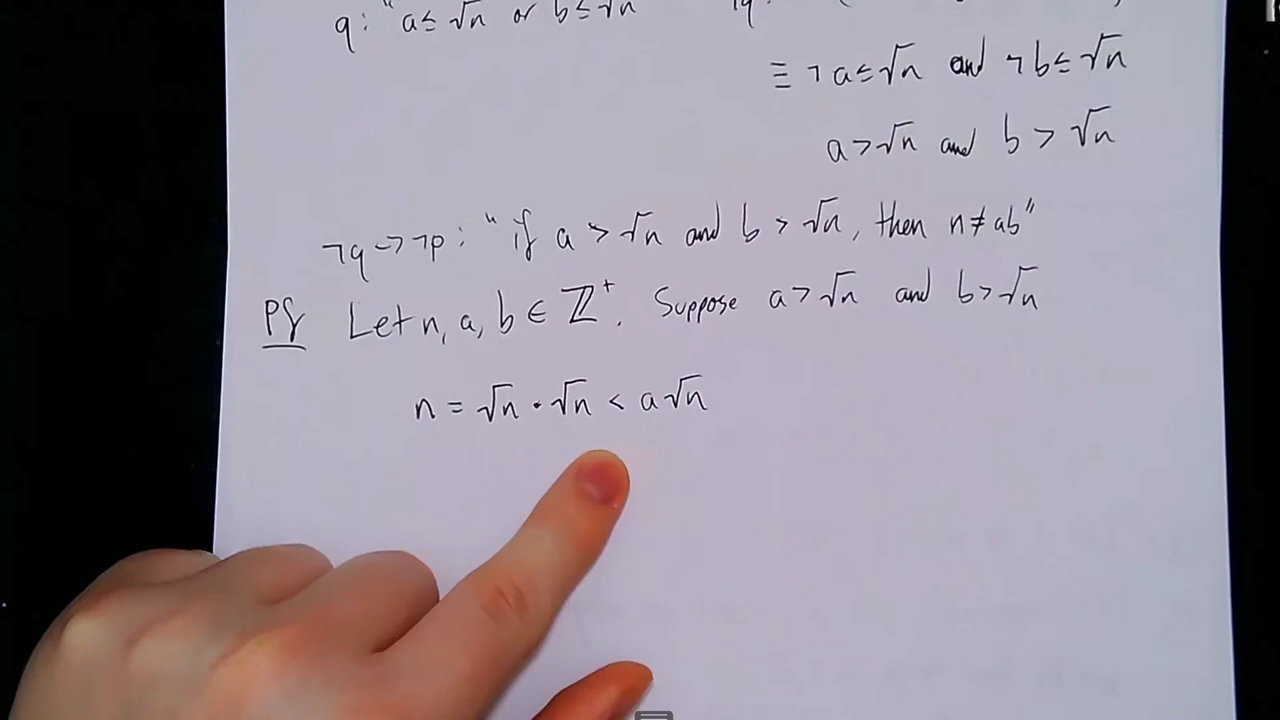 q: "a ≤ √n or b ≤ √n
¬q:
≡ ¬ a ≤ √n and ¬ b ≤ √n
a > √n and b > √n
¬q → ¬p: "if a > √n and b > √n, then n ≠ ab"
Pf Let n, a, b ∈ ℤ⁺. Suppose a > √n and b > √n
n = √n · √n < a√n